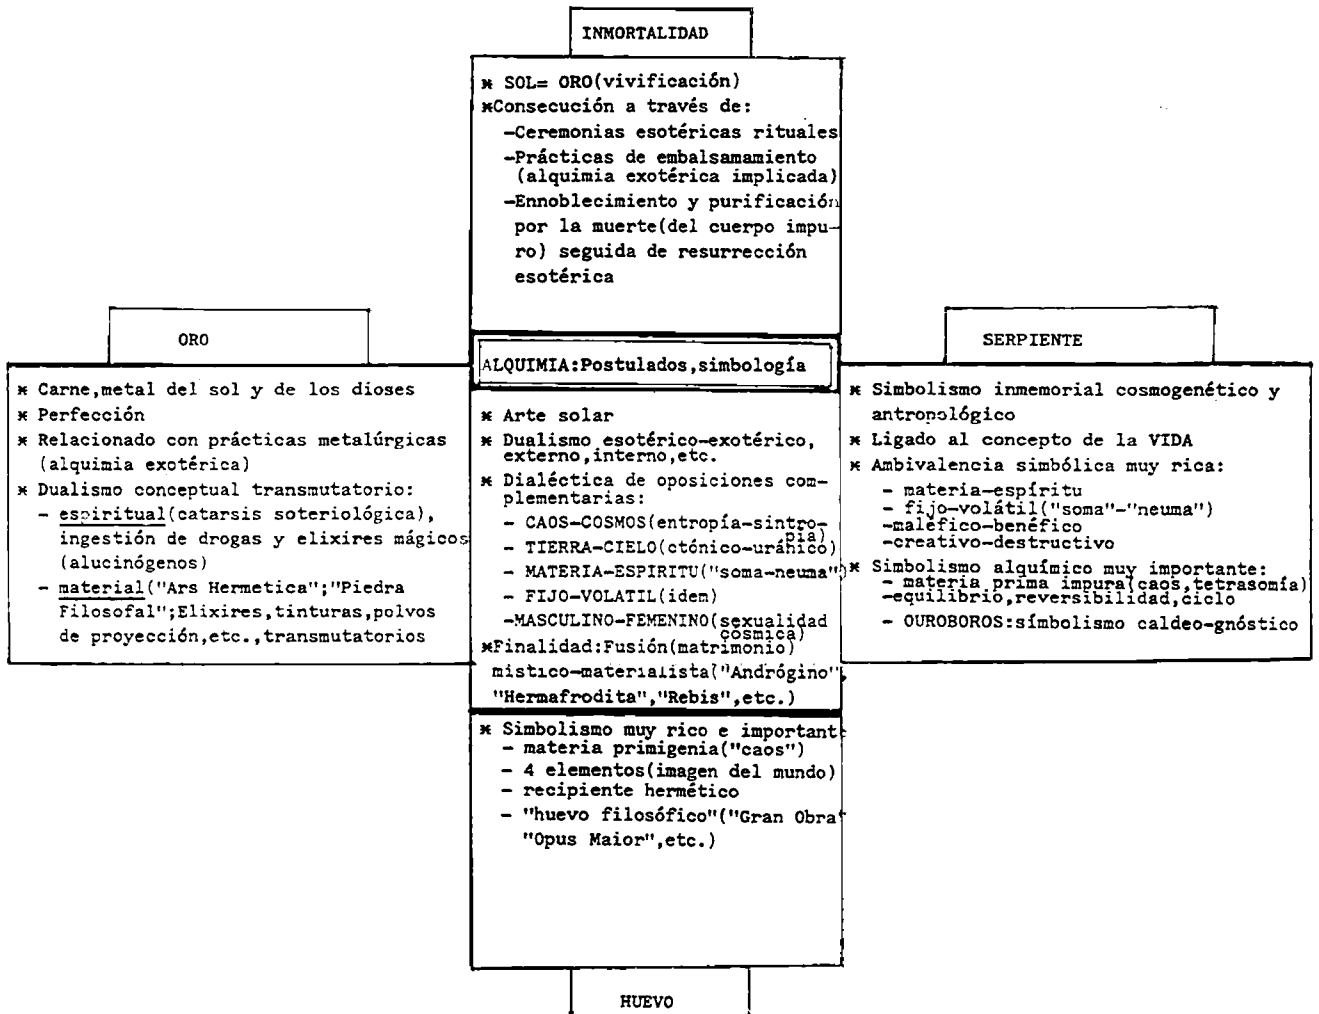 INMORTALIDAD
* SOL= ORO(vivificación)
*Consecución a través de:
-Ceremonias esotéricas rituales
-Prácticas de embalsamamiento
(alquimia exotérica implicada)
-Ennoblecimiento y purificación
por la muerte(del cuerpo impu-
ro) seguida de resurrección
esotérica
ORO
* Carne,metal del sol y de los dioses
* Perfección
* Relacionado con prácticas metalúrgicas
(alquimia exotérica)
* Dualismo conceptual transmutatorio:
- espiritual(catarsis soteriológica),
ingestión de drogas y elixires mágicos
(alucinógenos)
- material("Ars Hermetica";"Piedra
Filosofal";Elixires,tinturas,polvos
de proyección,etc.,transmutatorios
ALQUIMIA:Postulados,simbología
* Arte solar
* Dualismo esotérico-exotérico,
externo,interno,etc.
* Dialéctica de oposiciones com-
plementarias:
- CAOS-COSMOS(entropía-sintro-
pía)
- TIERRA-CIELO(ctónico-uránico)
- MATERIA-ESPIRITU("soma-neuma")
- FIJO-VOLATIL(idem)
-MASCULINO-FEMENINO(sexualidad
cósmica)
*Finalidad:Fusión(matrimonio)
místico-materialista("Andrógino",
"Hermafrodita","Rebis",etc.)
SERPIENTE
* Simbolismo inmemorial cosmogenético y
antropológico
* Ligado al concepto de la VIDA
* Ambivalencia simbólica muy rica:
- materia-espíritu
- fijo-volátil("soma"-"neuma")
-maléfico-benéfico
-creativo-destructivo
* Simbolismo alquímico muy importante:
- materia prima impura(caos,tetrasomía)
-equilibrio,reversibilidad,ciclo
- OUROBOROS:símbolismo caldeo-gnóstico
* Simbolismo muy rico e important
- materia primigenia("caos")
- 4 elementos(imagen del mundo)
- recipiente hermético
- "huevo filosófico"("Gran Obra"
"Opus Maior",etc.)
HUEVO